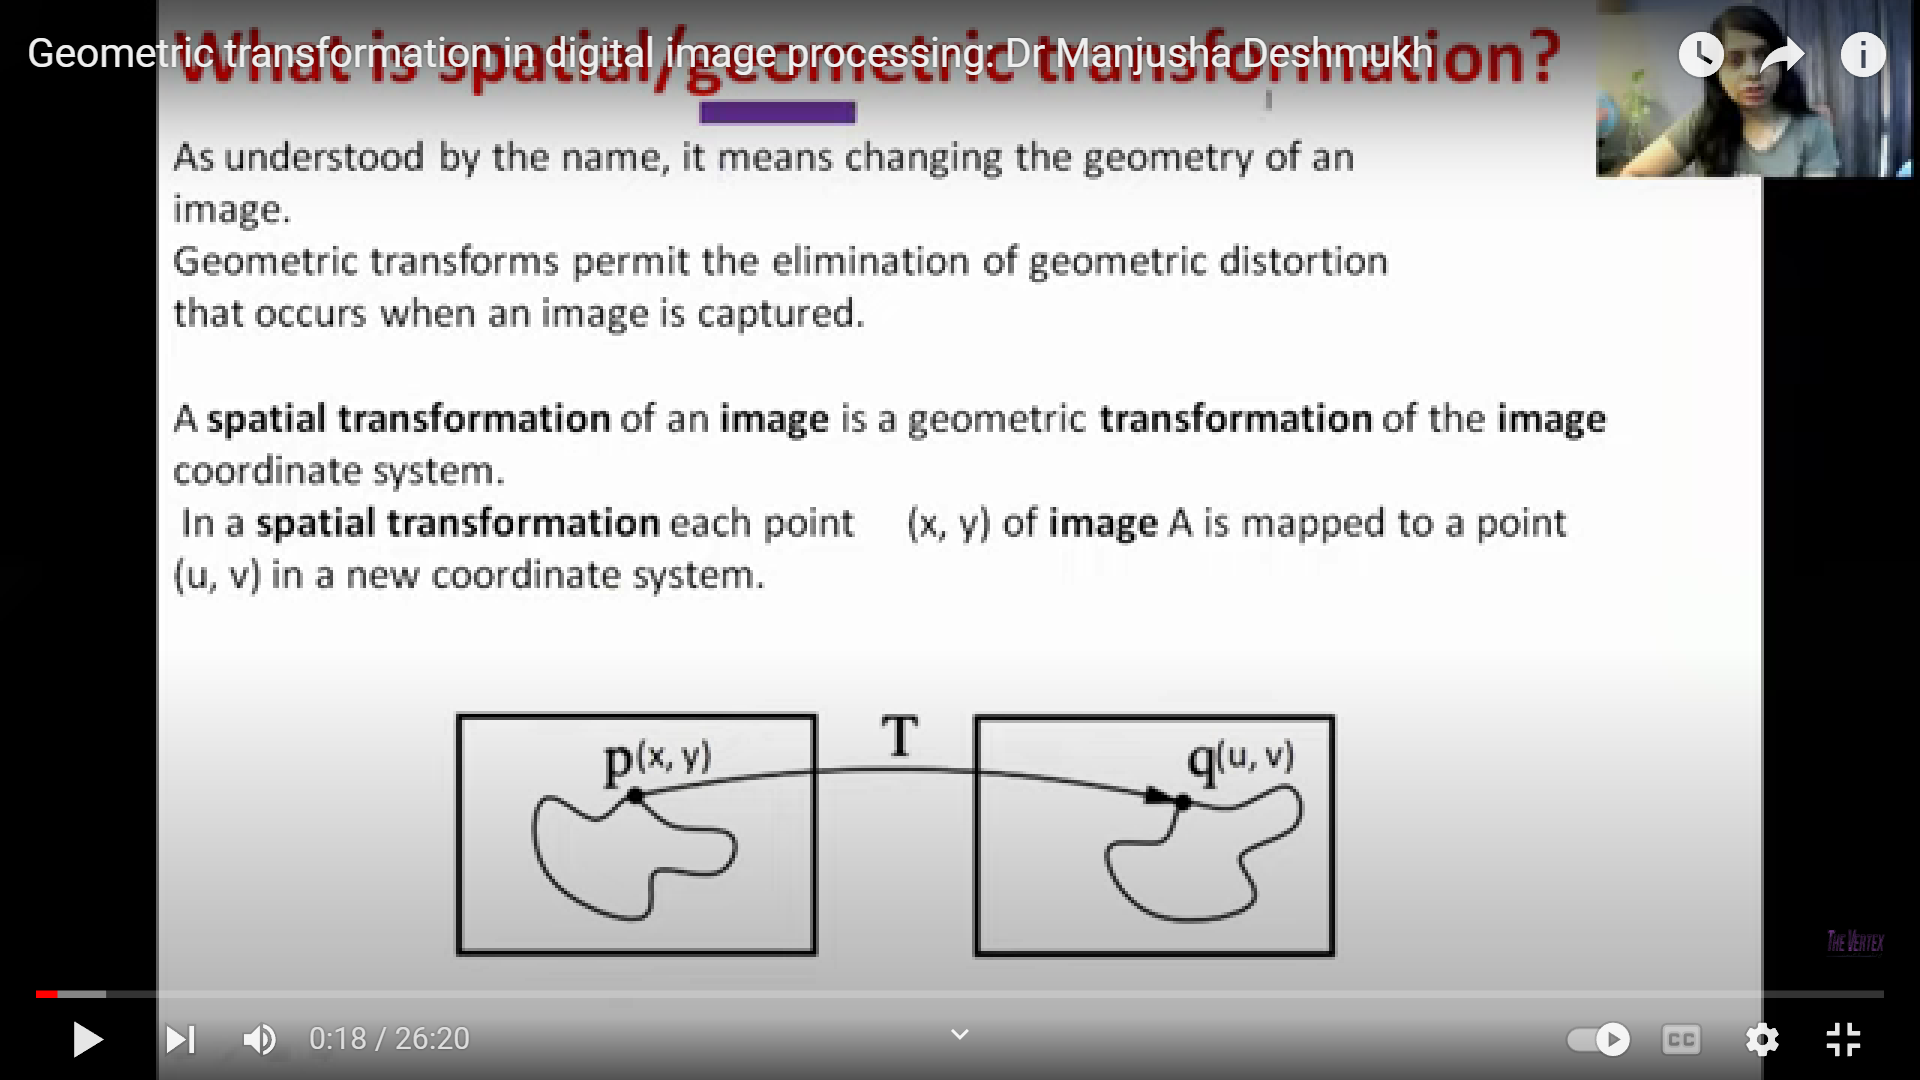 Geometric transformation in digital image processing: Dr Manjusha Deshmukh
What is spatial/geometric transformation?
As understood by the name, it means changing the geometry of an
image.
Geometric transforms permit the elimination of geometric distortion
that occurs when an image is captured.
A spatial transformation of an image is a geometric transformation of the image
coordinate system.
In a spatial transformation each point (x, y) of image A is mapped to a point
(u, v) in a new coordinate system.
T
p(x, y)
q(u, v)
THE VERTEX
0:18 / 26:20
CC